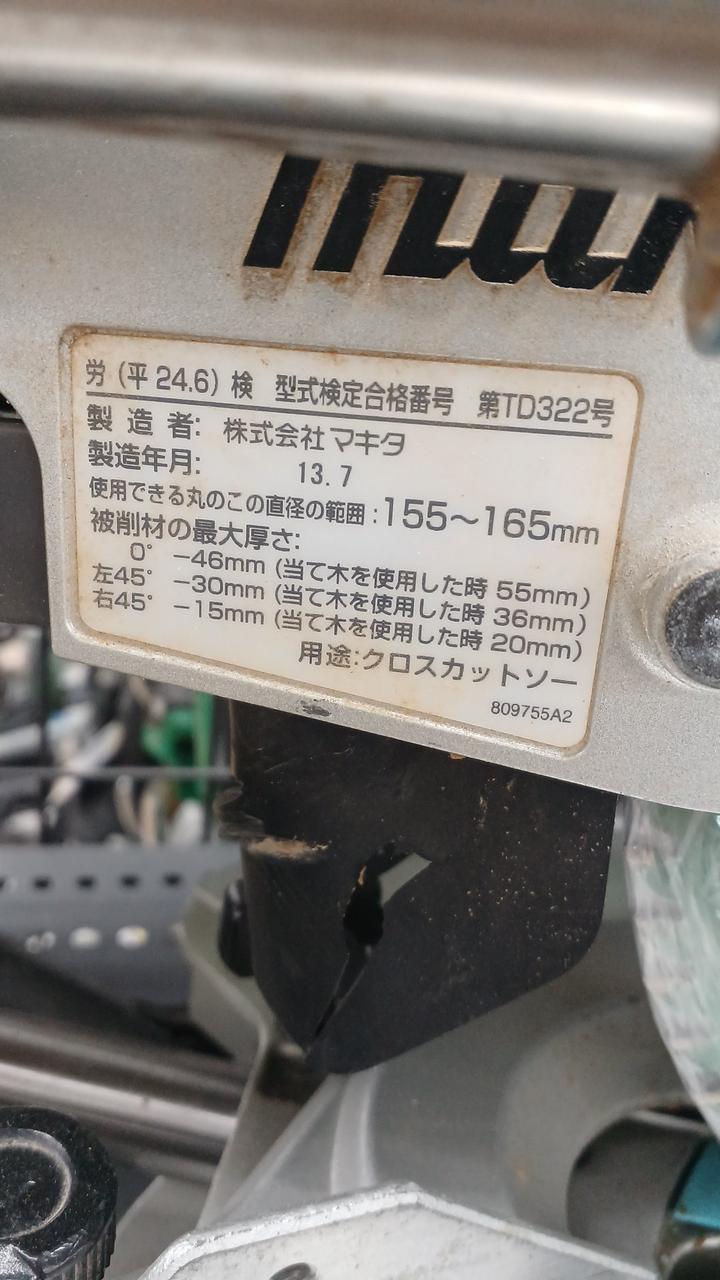 労（平24.6）検　型式検定合格番号　第TD322号
製 造 者: 株式会社マキタ
製造年月: 13.7
使用できる丸のこの直径の範囲:155〜165mm
被削材の最大厚さ:
0° −46mm (当て木を使用した時 55mm)
左45° −30mm (当て木を使用した時 36mm)
右45° −15mm (当て木を使用した時 20mm)
用途:クロスカットソー
809755A2